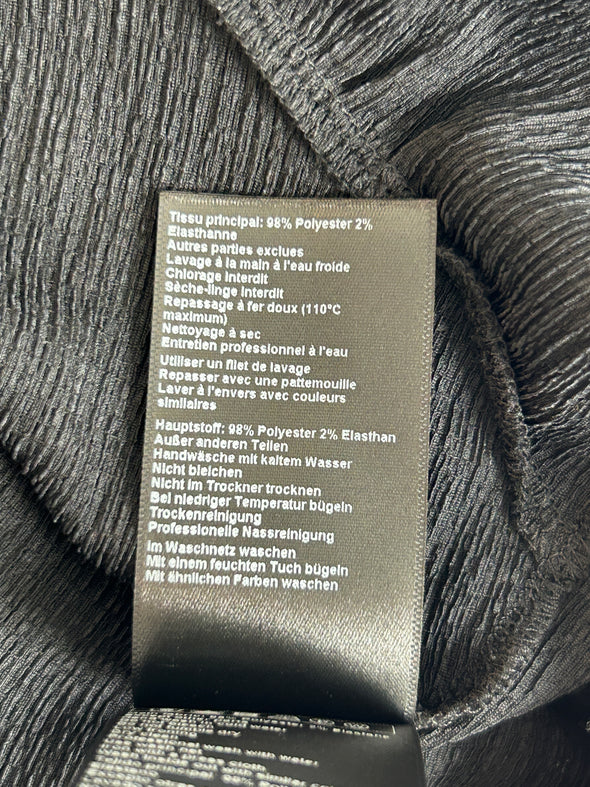 Tissu principal: 98% Polyester 2%
Elasthanne
Autres parties exclues
Lavage à la main à l'eau froide
Chlorage interdit
Sèche-linge interdit
Repassage à fer doux (110°C
maximum)
Nettoyage à sec
Entretien professionnel à l'eau
Utiliser un filet de lavage
Repasser avec une pattemouille
Laver à l'envers avec couleurs
similaires
Hauptstoff: 98% Polyester 2% Elasthan
Außer anderen Teilen
Handwäsche mit kaltem Wasser
Nicht bleichen
Nicht im Trockner trocknen
Bei niedriger Temperatur bügeln
Trockenreinigung
Professionelle Nassreinigung
Im Waschnetz waschen
Mit einem feuchten Tuch bügeln
Mit ähnlichen Farben waschen